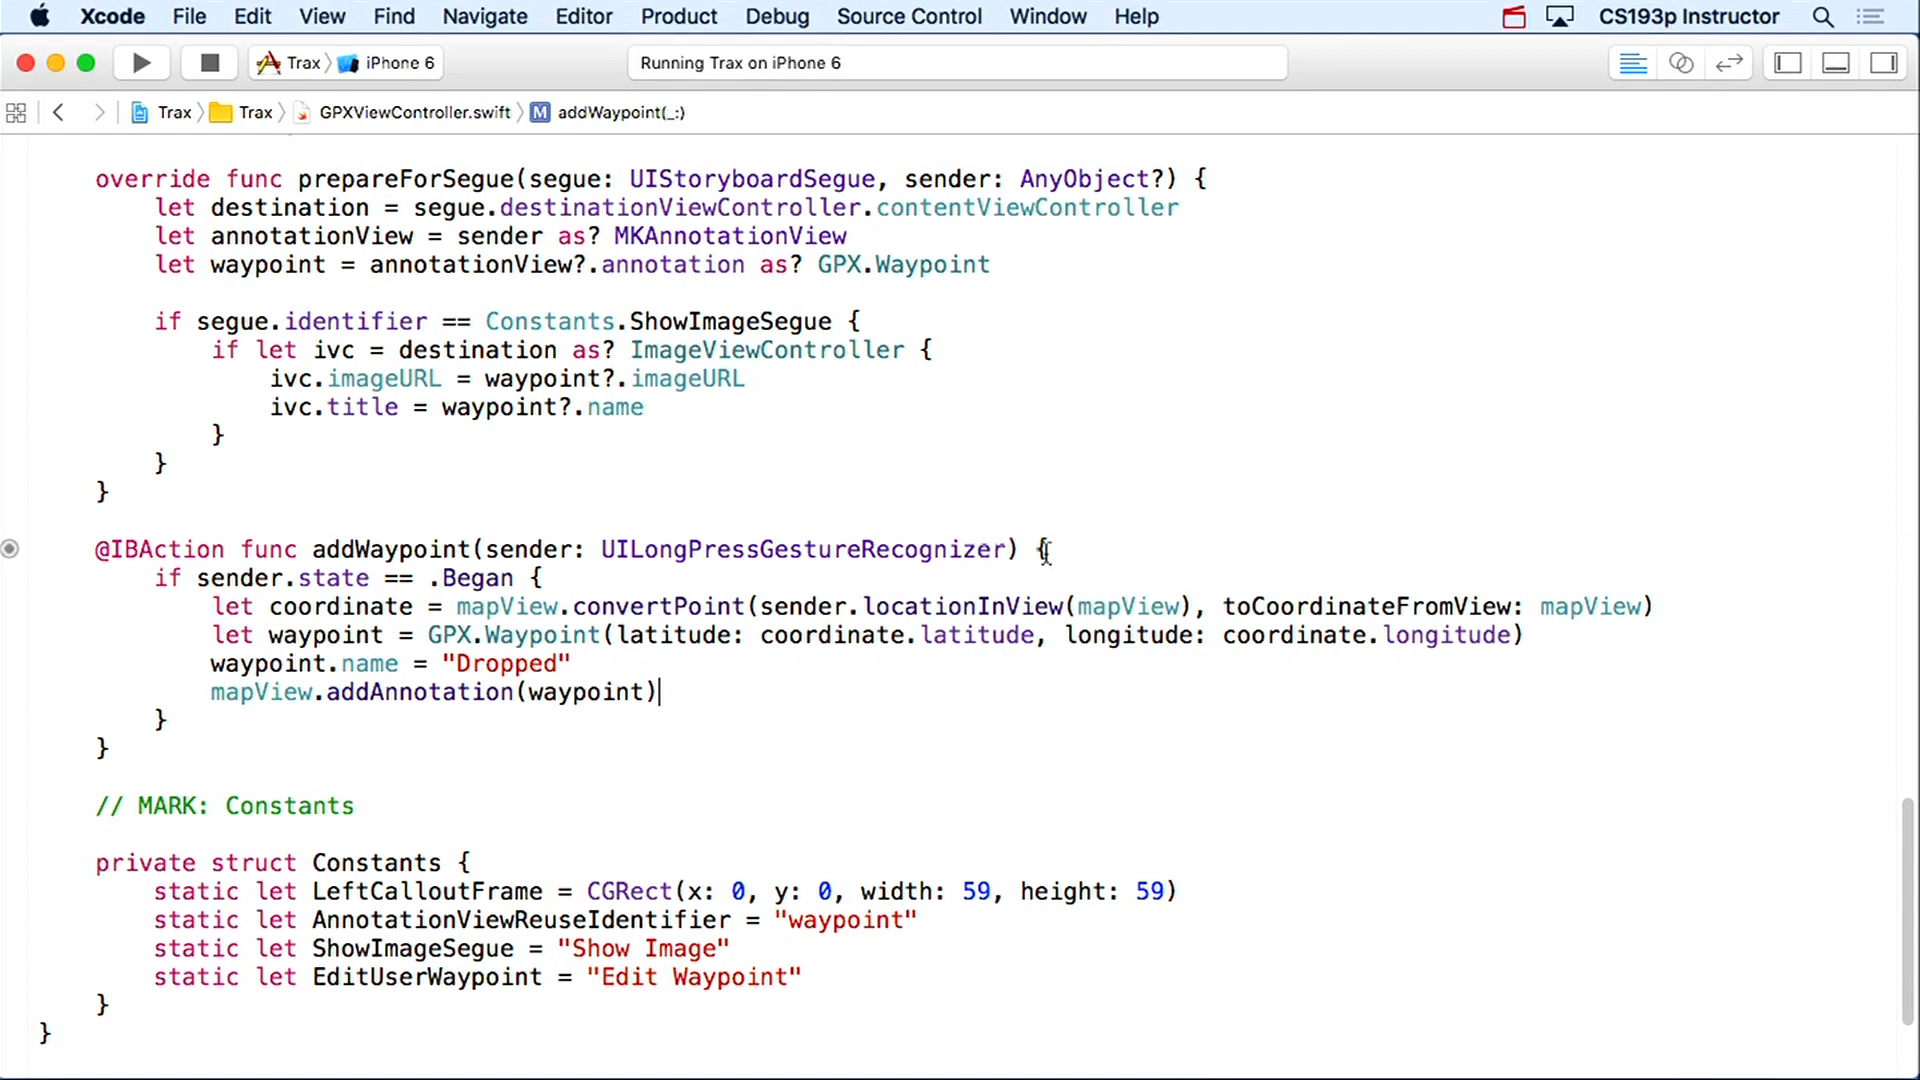 Xcode File Edit View Find Navigate Editor Product Debug Source Control Window Help CS193p Instructor
Trax iPhone 6 Running Trax on iPhone 6
Trax Trax GPXViewController.swift M addWaypoint(_:)
override func prepareForSegue(segue: UIStoryboardSegue, sender: AnyObject?) {
let destination = segue.destinationViewController.contentViewController
let annotationView = sender as? MKAnnotationView
let waypoint = annotationView?.annotation as? GPX.Waypoint
if segue.identifier == Constants.ShowImageSegue {
if let ivc = destination as? ImageViewController {
ivc.imageURL = waypoint?.imageURL
ivc.title = waypoint?.name
}
}
}
@IBAction func addWaypoint(sender: UILongPressGestureRecognizer) {
if sender.state == .Began {
let coordinate = mapView.convertPoint(sender.locationInView(mapView), toCoordinateFromView: mapView)
let waypoint = GPX.Waypoint(latitude: coordinate.latitude, longitude: coordinate.longitude)
waypoint.name = "Dropped"
mapView.addAnnotation(waypoint)
}
}
// MARK: Constants
private struct Constants {
static let LeftCalloutFrame = CGRect(x: 0, y: 0, width: 59, height: 59)
static let AnnotationViewReuseIdentifier = "waypoint"
static let ShowImageSegue = "Show Image"
static let EditUserWaypoint = "Edit Waypoint"
}
}